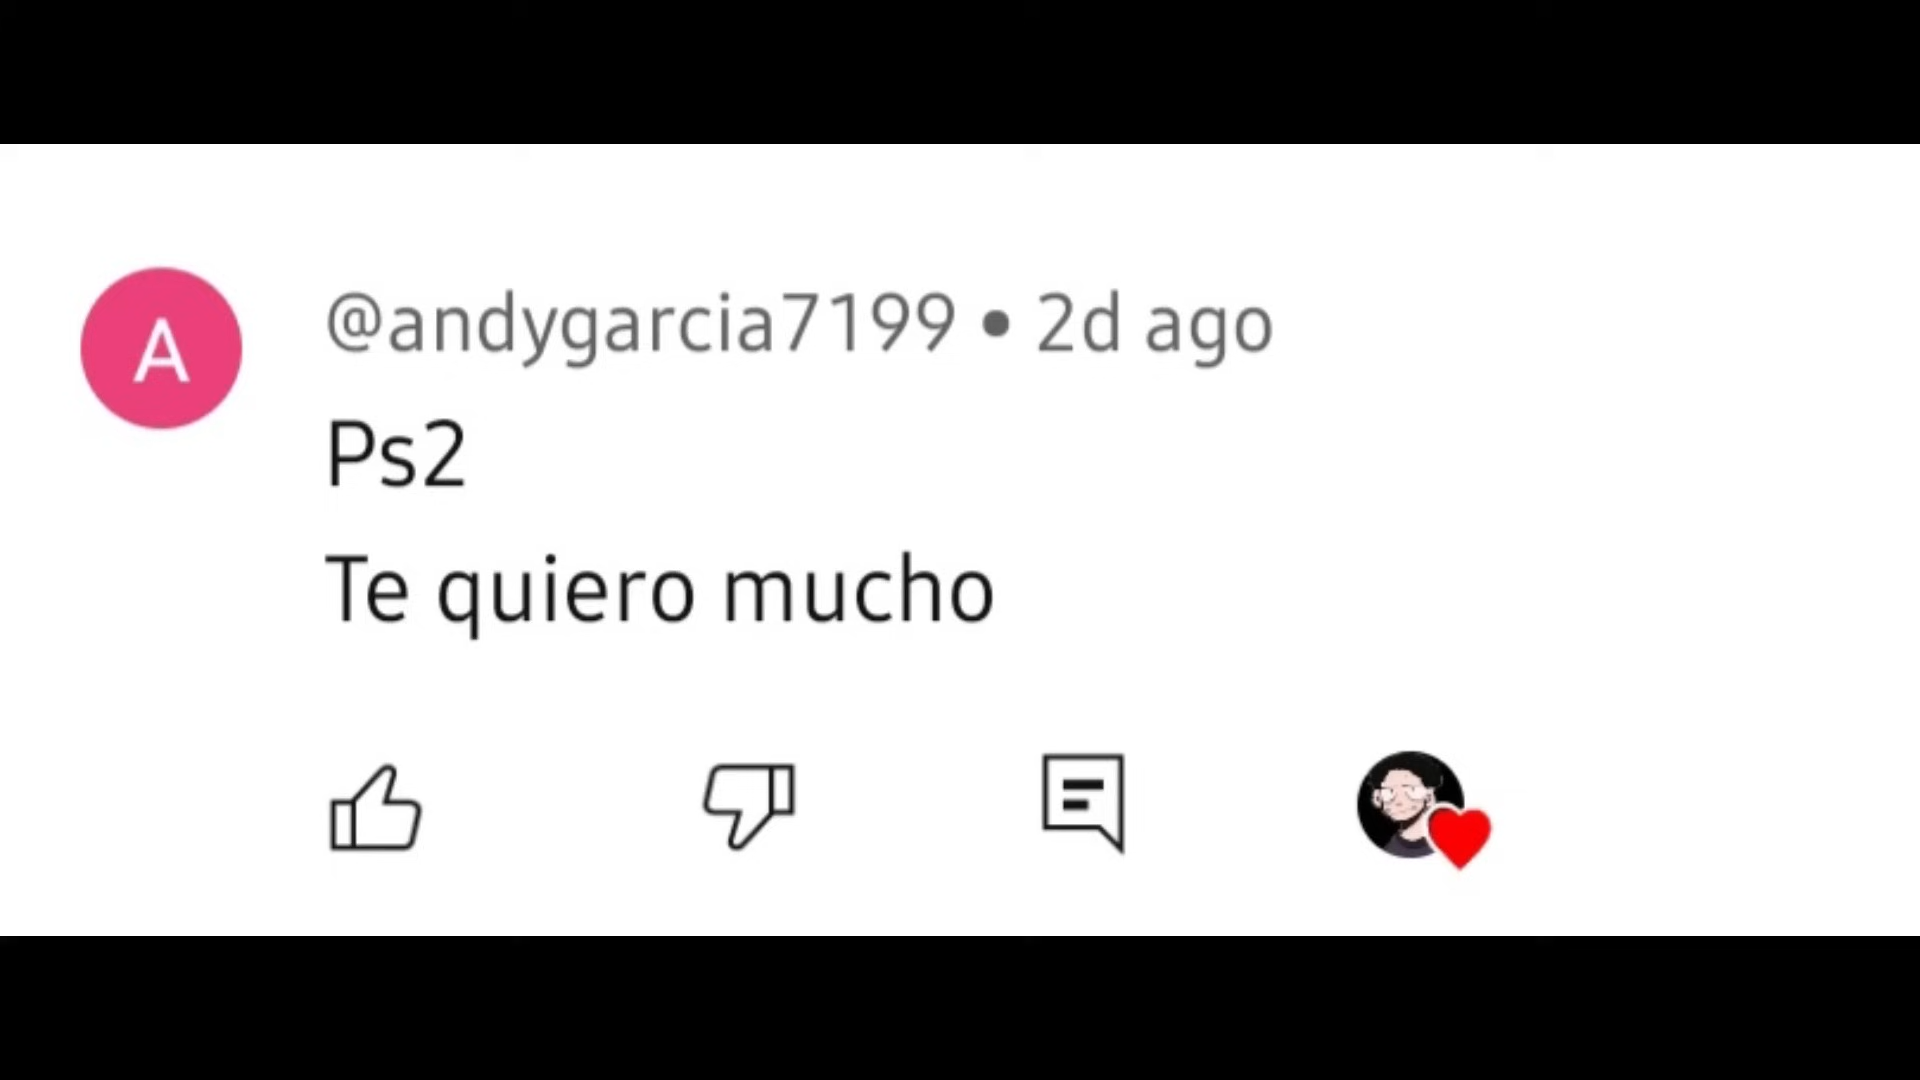 A
@andygarcia7199 • 2d ago
Ps2
Te quiero mucho